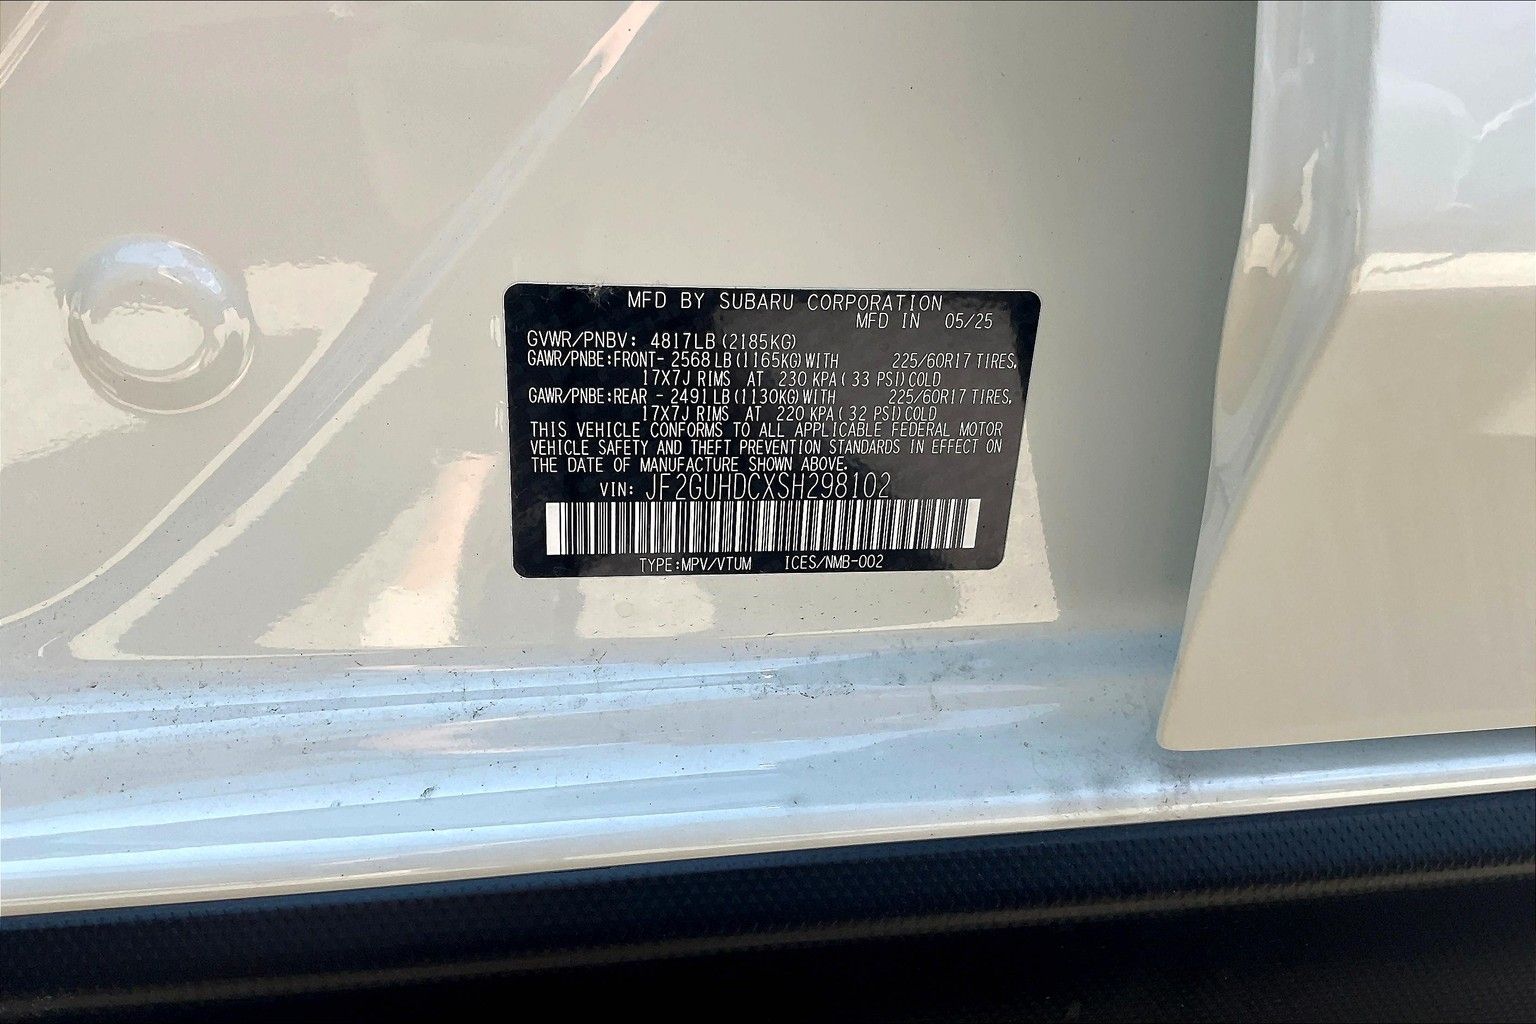 MFD BY SUBARU CORPORATION
MFD IN 05/25
GVWR/PNBV: 4817LB (2185KG)
GAWR/PNBE:FRONT- 2568 LB (1165KG) WITH 225/60R17 TIRES,
17X7J RIMS AT 230 KPA ( 33 PSI) COLD
GAWR/PNBE:REAR - 2491 LB (1130KG) WITH 225/60R17 TIRES,
17X7J RIMS AT 220 KPA ( 32 PSI) COLD
THIS VEHICLE CONFORMS TO ALL APPLICABLE FEDERAL MOTOR
VEHICLE SAFETY AND THEFT PREVENTION STANDARDS IN EFFECT ON
THE DATE OF MANUFACTURE SHOWN ABOVE.
VIN: JF2GUHDCXSH298102
TYPE:MPV/VTUM ICES/NMB-002